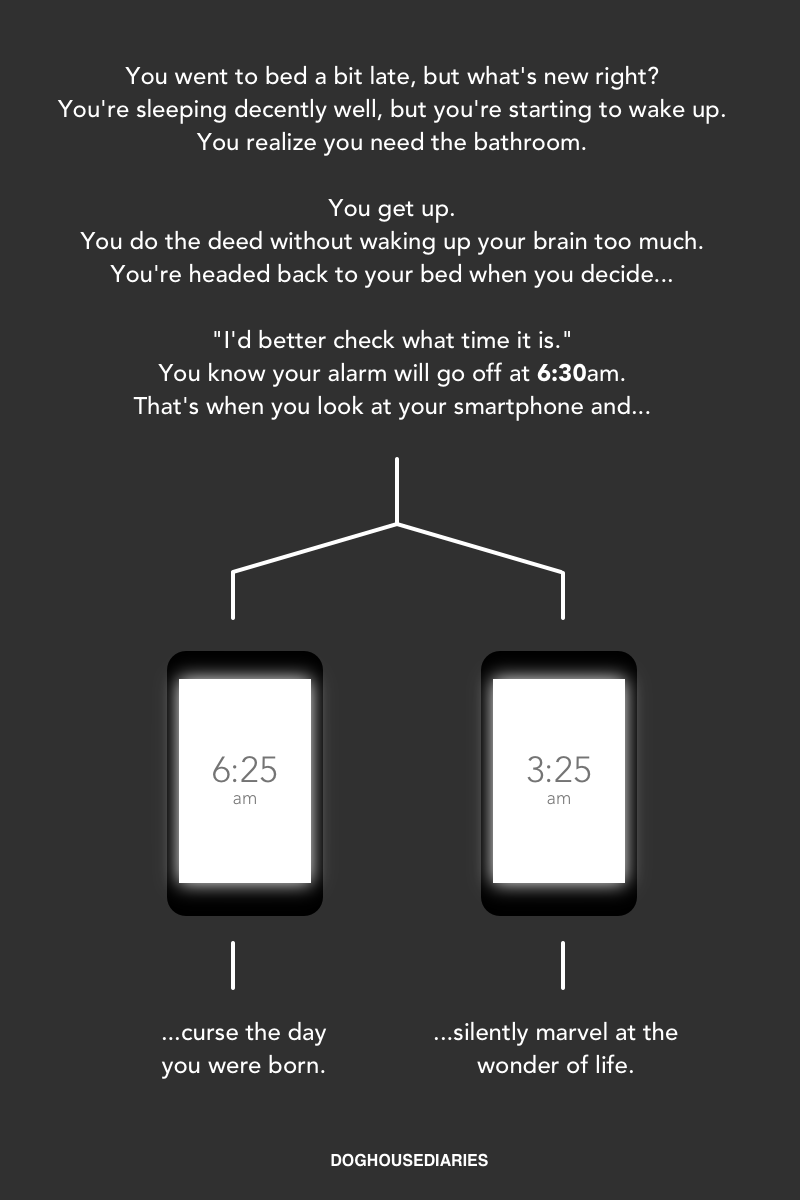 You went to bed a bit late, but what's new right?
You're sleeping decently well, but you're starting to wake up.
You realize you need the bathroom.
You get up.
You do the deed without waking up your brain too much.
You're headed back to your bed when you decide...
"I'd better check what time it is."
You know your alarm will go off at 6:30am.
That's when you look at your smartphone and...
6:25
am
3:25
am
...curse the day
you were born.
...silently marvel at the
wonder of life.
DOGHOUSEDIARIES